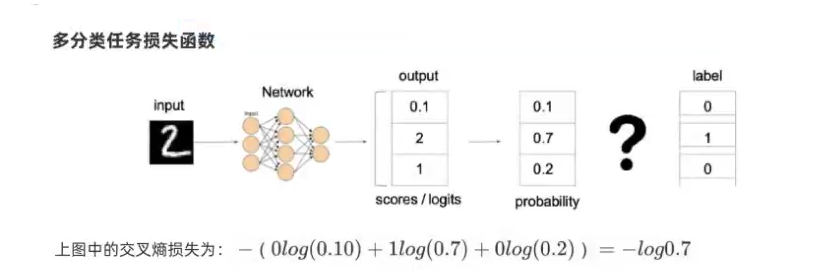 多分类任务损失函数
output
label
Network
input
input
2
0.1
2
1
0.1
0.7
0.2
?
0
1
0
scores / logits
probability
上图中的交叉熵损失为： − ( 0log(0.10) + 1log(0.7) + 0log(0.2) ) = −log0.7